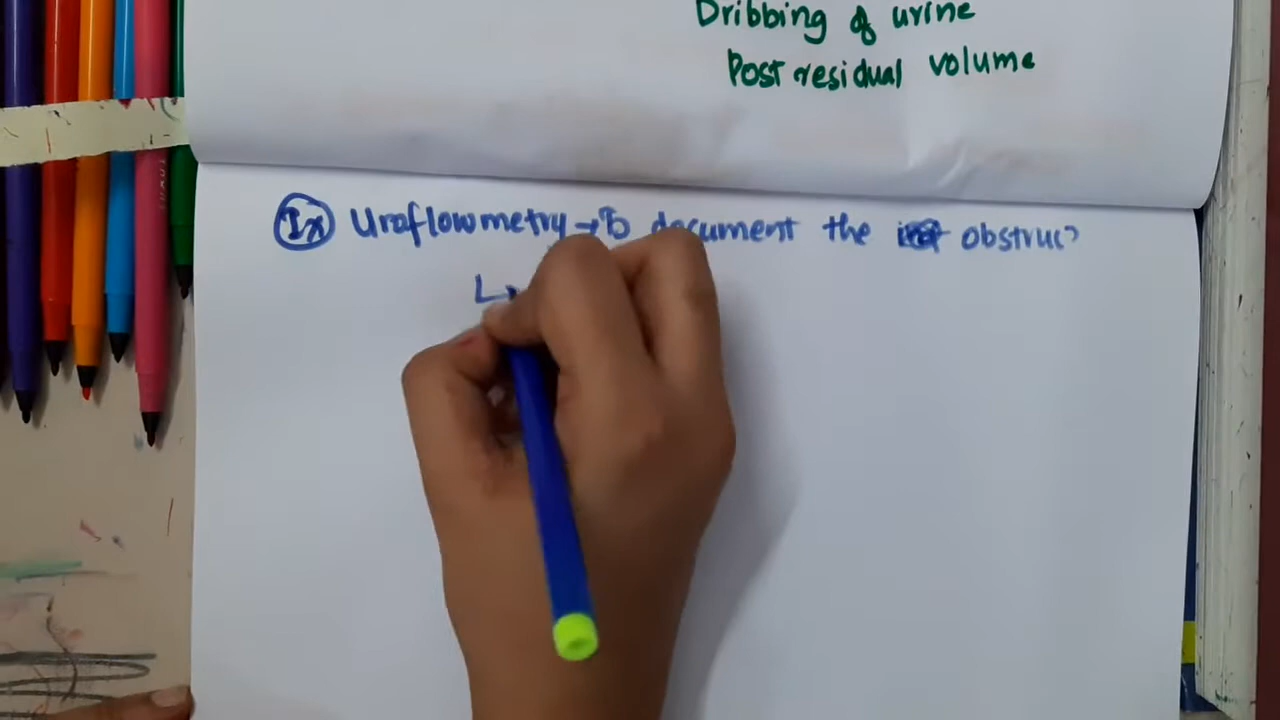 Dribbing of urine
Post residual volume
Ix Uroflowmetry → To document the obstruc